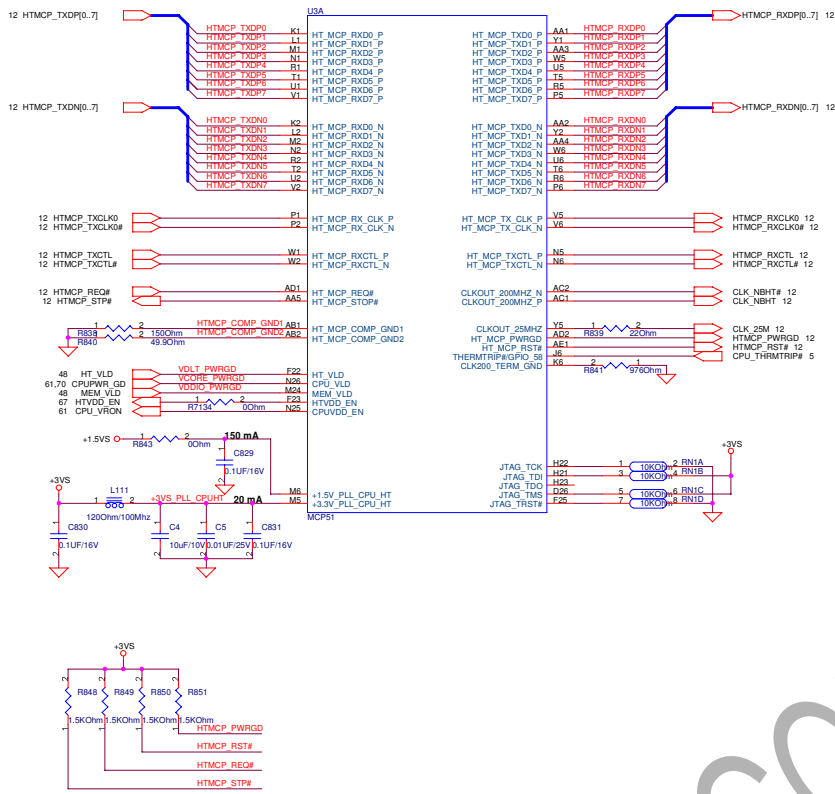 U3A
12 HTMCP_TXDP[0..7]
HTMCP_TXDP0 K1 HT_MCP_RXD0_P
HTMCP_TXDP1 L1 HT_MCP_RXD1_P
HTMCP_TXDP2 M1 HT_MCP_RXD2_P
HTMCP_TXDP3 N1 HT_MCP_RXD3_P
HTMCP_TXDP4 R1 HT_MCP_RXD4_P
HTMCP_TXDP5 T1 HT_MCP_RXD5_P
HTMCP_TXDP6 U1 HT_MCP_RXD6_P
HTMCP_TXDP7 V1 HT_MCP_RXD7_P
HTMCP_RXDP[0..7] 12
HT_MCP_TXD0_P AA1 HTMCP_RXDP0
HT_MCP_TXD1_P Y1 HTMCP_RXDP1
HT_MCP_TXD2_P AA3 HTMCP_RXDP2
HT_MCP_TXD3_P W5 HTMCP_RXDP3
HT_MCP_TXD4_P U5 HTMCP_RXDP4
HT_MCP_TXD5_P T5 HTMCP_RXDP5
HT_MCP_TXD6_P R5 HTMCP_RXDP6
HT_MCP_TXD7_P P5 HTMCP_RXDP7
12 HTMCP_TXDN[0..7]
HTMCP_TXDN0 K2 HT_MCP_RXD0_N
HTMCP_TXDN1 L2 HT_MCP_RXD1_N
HTMCP_TXDN2 M2 HT_MCP_RXD2_N
HTMCP_TXDN3 N2 HT_MCP_RXD3_N
HTMCP_TXDN4 R2 HT_MCP_RXD4_N
HTMCP_TXDN5 T2 HT_MCP_RXD5_N
HTMCP_TXDN6 U2 HT_MCP_RXD6_N
HTMCP_TXDN7 V2 HT_MCP_RXD7_N
HTMCP_RXDN[0..7] 12
HT_MCP_TXD0_N AA2 HTMCP_RXDN0
HT_MCP_TXD1_N Y2 HTMCP_RXDN1
HT_MCP_TXD2_N AA4 HTMCP_RXDN2
HT_MCP_TXD3_N W6 HTMCP_RXDN3
HT_MCP_TXD4_N U6 HTMCP_RXDN4
HT_MCP_TXD5_N T6 HTMCP_RXDN5
HT_MCP_TXD6_N R6 HTMCP_RXDN6
HT_MCP_TXD7_N P6 HTMCP_RXDN7
12 HTMCP_TXCLK0 P1 HT_MCP_RX_CLK_P
12 HTMCP_TXCLK0# P2 HT_MCP_RX_CLK_N
HT_MCP_TX_CLK_P V5 HTMCP_RXCLK0 12
HT_MCP_TX_CLK_N V6 HTMCP_RXCLK0# 12
12 HTMCP_TXCTL W1 HT_MCP_RXCTL_P
12 HTMCP_TXCTL# W2 HT_MCP_RXCTL_N
HT_MCP_TXCTL_P N5 HTMCP_RXCTL 12
HT_MCP_TXCTL_N N6 HTMCP_RXCTL# 12
12 HTMCP_REQ# AD1 HT_MCP_REQ#
12 HTMCP_STP# AA5 HT_MCP_STOP#
CLKOUT_200MHZ_N AC2 CLK_NBHT# 12
CLKOUT_200MHZ_P AC1 CLK_NBHT 12
R838 1 2 150Ohm HTMCP_COMP_GND1 AB1 HT_MCP_COMP_GND1
R840 1 2 49.9Ohm HTMCP_COMP_GND2 AB2 HT_MCP_COMP_GND2
CLKOUT_25MHZ Y5 R839 1 2 22Ohm CLK_25M 12
HT_MCP_PWRGD AD2 HTMCP_PWRGD 12
HT_MCP_RST# AE1 HTMCP_RST# 12
THERMTRIP#/GPIO_58 J6 CPU_THRMTRIP# 5
CLK200_TERM_GND K6 2 1 R841 976Ohm
48 HT_VLD VDLT_PWRGD F22 HT_VLD
61,70 CPUPWR_GD VCORE_PWRGD N26 CPU_VLD
48 MEM_VLD VDDIO_PWRGD M24 MEM_VLD
67 HTVDD_EN 1 2 F23 HTVDD_EN
61 CPU_VRON R7134 0Ohm N25 CPUVDD_EN
+1.5VS 1 2 150 mA
R843 0Ohm
C829
0.1UF/16V
+3VS
L111
1 2 +3VS_PLL_CPUHT 20 mA
120Ohm/100Mhz
M6 +1.5V_PLL_CPU_HT
M5 +3.3V_PLL_CPU_HT
MCP51
C830 C4 C5 C831
0.1UF/16V 10uF/10V 0.01UF/25V 0.1UF/16V
+3VS
JTAG_TCK H22 1 10KOhm 2 RN1A
JTAG_TDI H21 3 10KOhm 4 RN1B
JTAG_TDO H23
JTAG_TMS D26 5 10KOhm 6 RN1C
JTAG_TRST# F25 7 10KOhm 8 RN1D
+3VS
R848 R849 R850 R851
1.5KOhm 1.5KOhm 1.5KOhm 1.5KOhm
HTMCP_PWRGD
HTMCP_RST#
HTMCP_REQ#
HTMCP_STP#